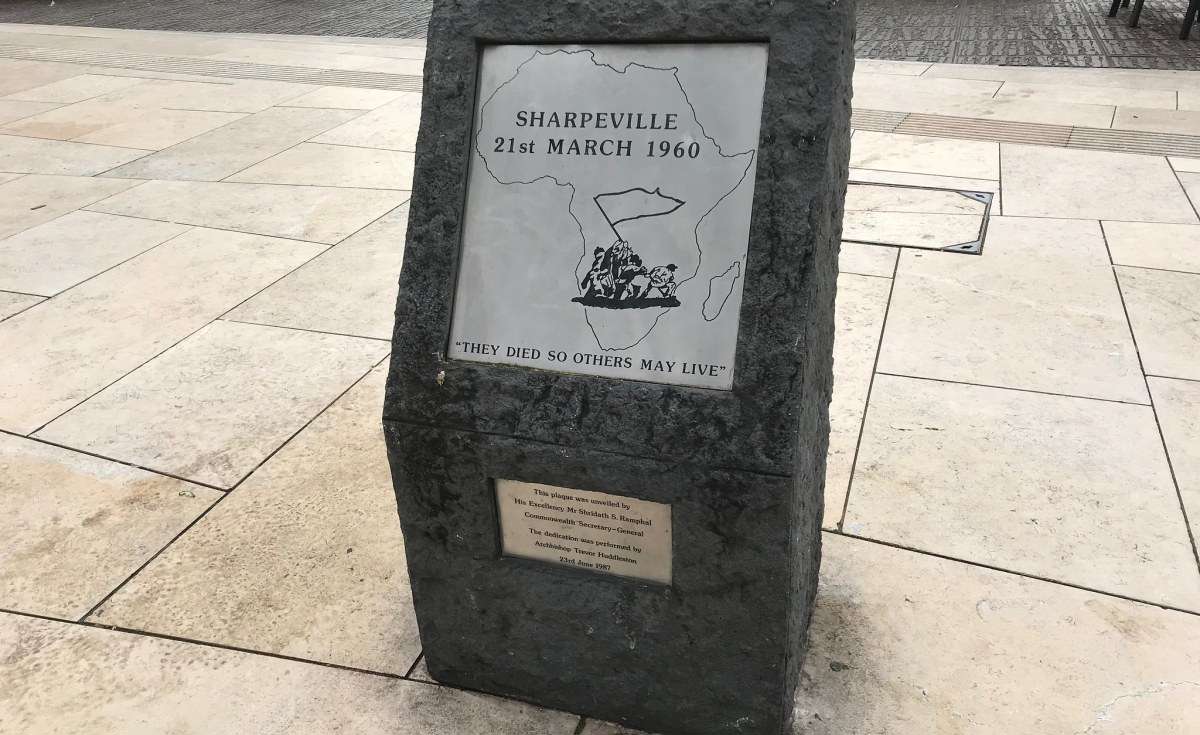 SHARPEVILLE
21st MARCH 1960
"THEY DIED SO OTHERS MAY LIVE"
This plaque was unveiled by
His Excellency Mr Shridath S. Ramphal
Commonwealth Secretary-General
The dedication was performed by
Archbishop Trevor Huddleston
23rd June 1987